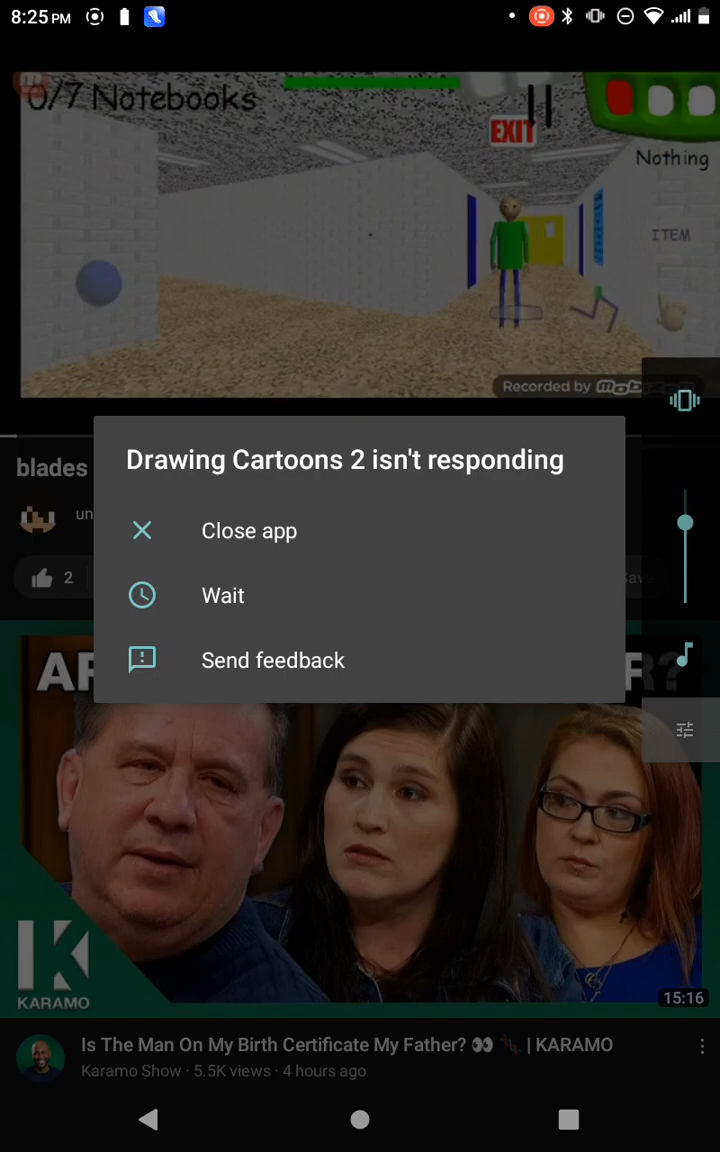 8:25 PM
0/7 Notebooks
EXIT
Nothing
ITEM
Recorded by
blades
Drawing Cartoons 2 isn't responding
un
Close app
2
Wait
Send feedback
KARAMO
15:16
Is The Man On My Birth Certificate My Father? 👀 🧬 | KARAMO
Karamo Show · 5.5K views · 4 hours ago